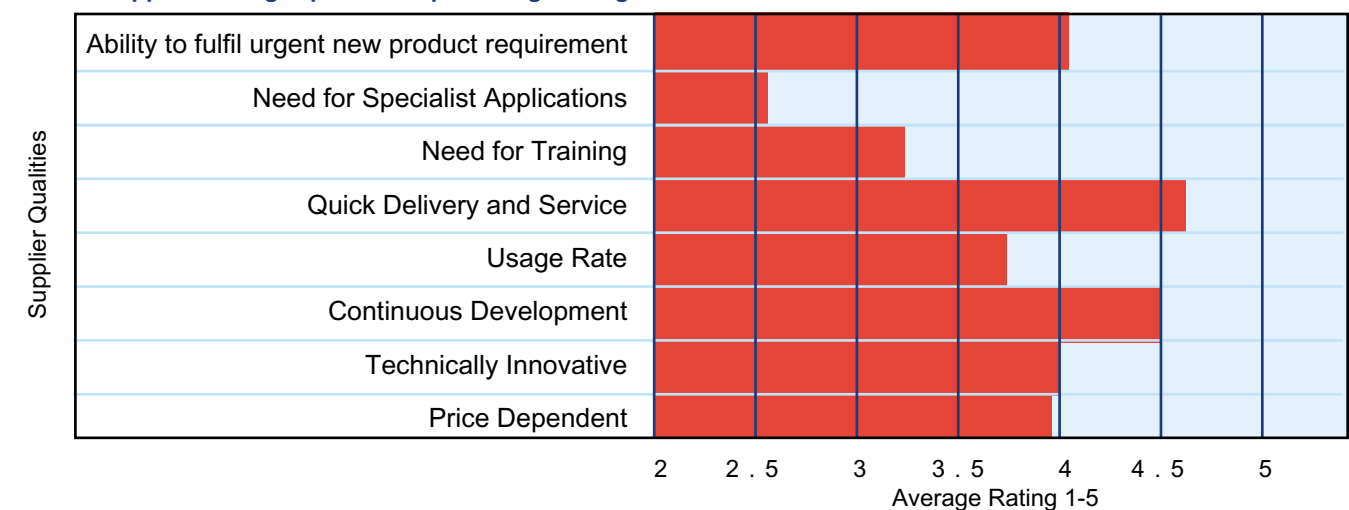 Ability to fulfil urgent new product requirement
Need for Specialist Applications
Need for Training
Quick Delivery and Service
Usage Rate
Continuous Development
Technically Innovative
Price Dependent
Supplier Qualities
2 2 . 5 3 3 . 5 4 4 . 5 5
Average Rating 1-5